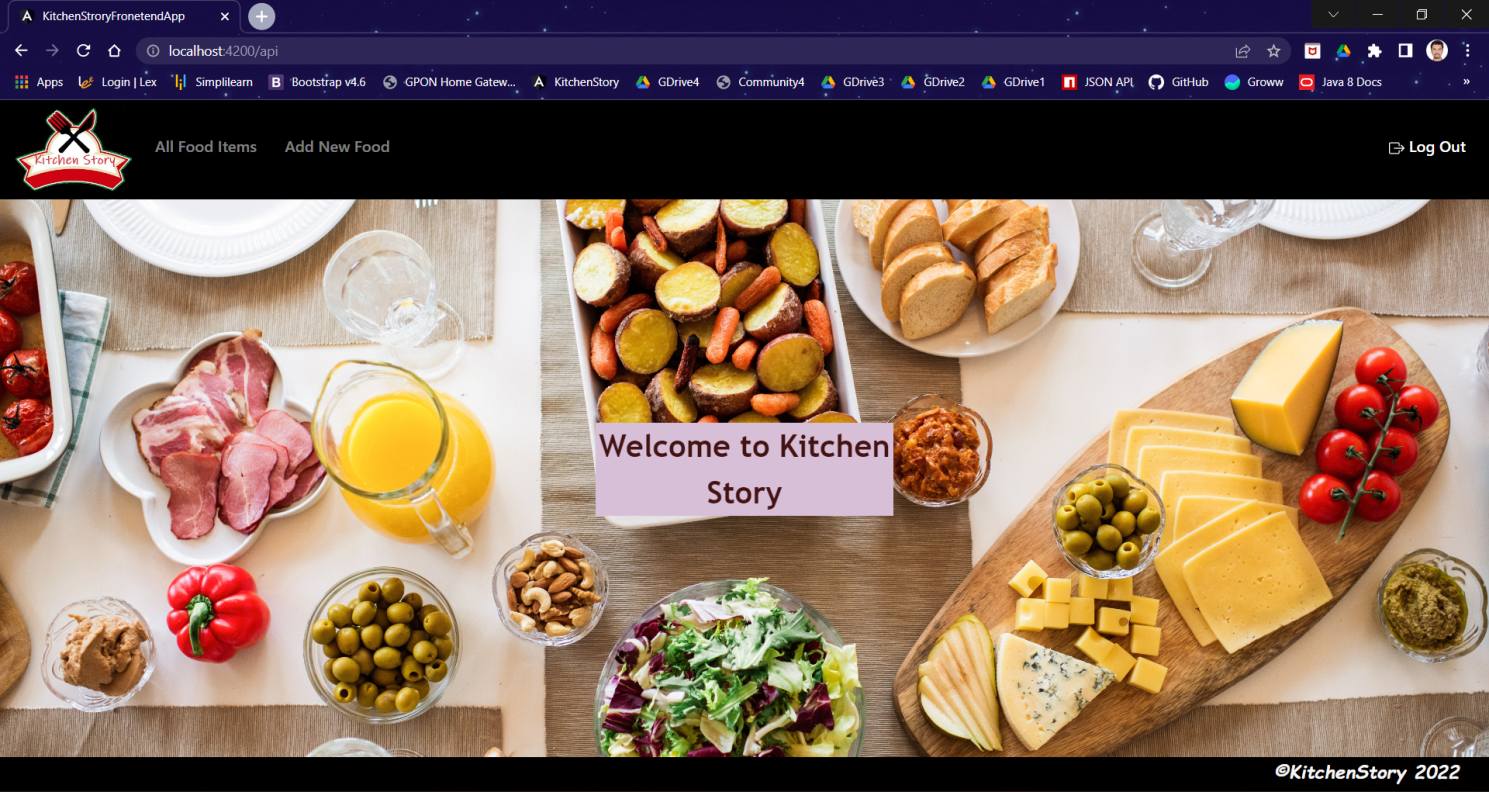 KitchenStroryFronetendApp
localhost:4200/api
Apps Login | Lex Simplilearn Bootstrap v4.6 GPON Home Gatew... KitchenStory GDrive4 Community4 GDrive3 GDrive2 GDrive1 JSON API, GitHub Groww Java 8 Docs »
Kitchen Story
All Food Items Add New Food Log Out
Welcome to Kitchen
Story
©KitchenStory 2022